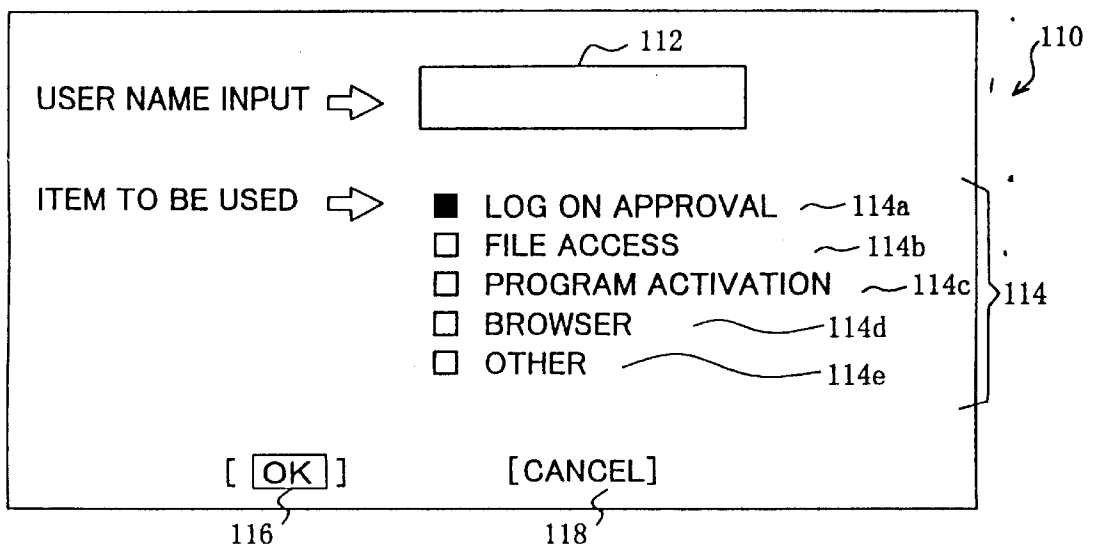 112
110
USER NAME INPUT
ITEM TO BE USED
LOG ON APPROVAL 114a
FILE ACCESS 114b
PROGRAM ACTIVATION 114c
114
BROWSER 114d
OTHER 114e
[ OK ] [CANCEL]
116 118